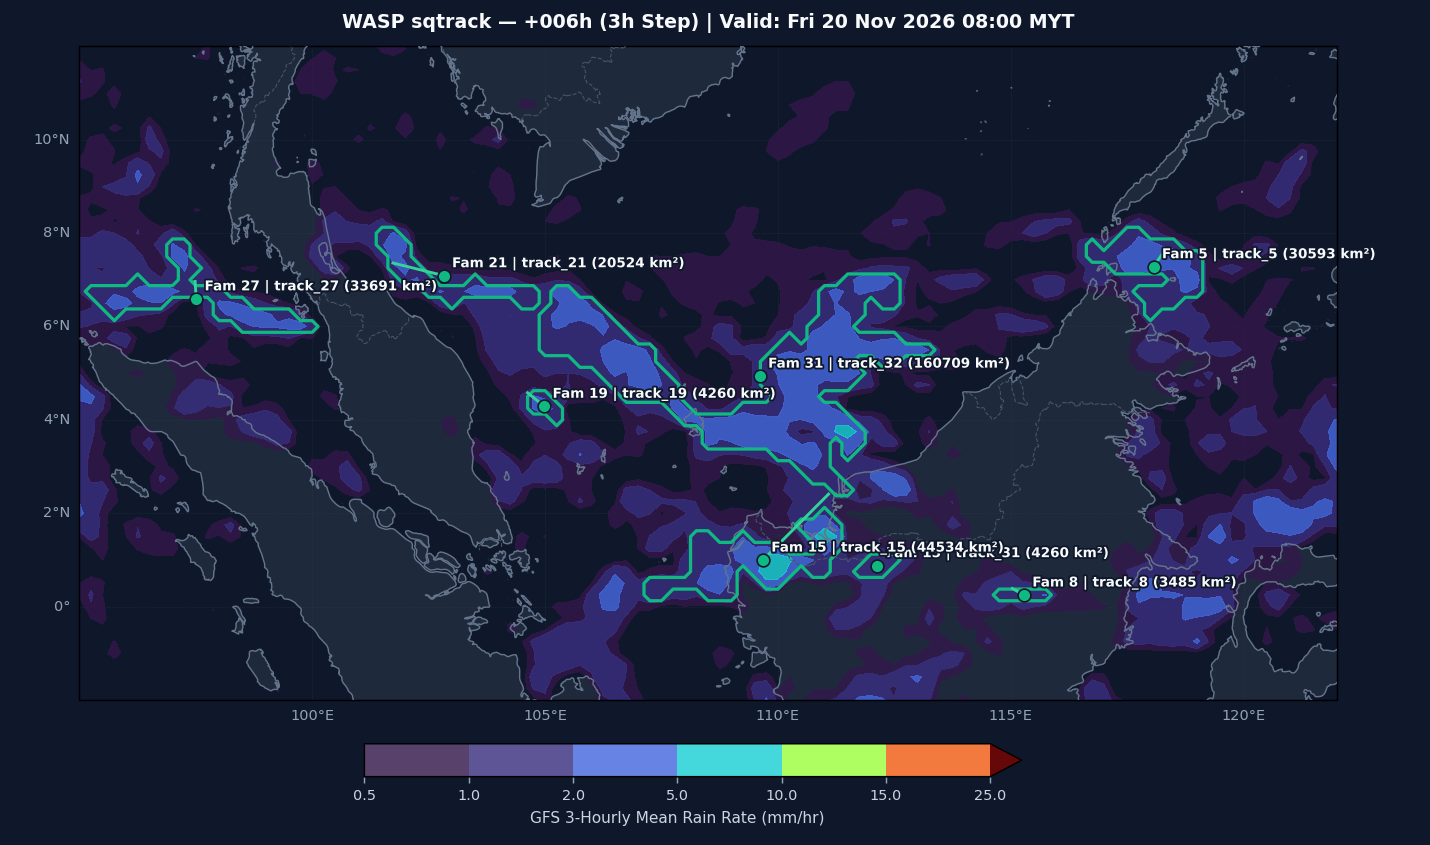 WASP sqtrack — +006h (3h Step) | Valid: Fri 20 Nov 2026 08:00 MYT
10°N
8°N
6°N
4°N
2°N
0°
Fam 5 | track_5 (30593 km²)
Fam 21 | track_21 (20524 km²)
Fam 27 | track_27 (33691 km²)
Fam 31 | track_32 (160709 km²)
Fam 19 | track_19 (4260 km²)
Fam 15 | track_15 (44534 km²)
track_31 (4260 km²)
Fam 8 | track_8 (3485 km²)
100°E 105°E 110°E 115°E 120°E
0.5 1.0 2.0 5.0 10.0 15.0 25.0
GFS 3-Hourly Mean Rain Rate (mm/hr)